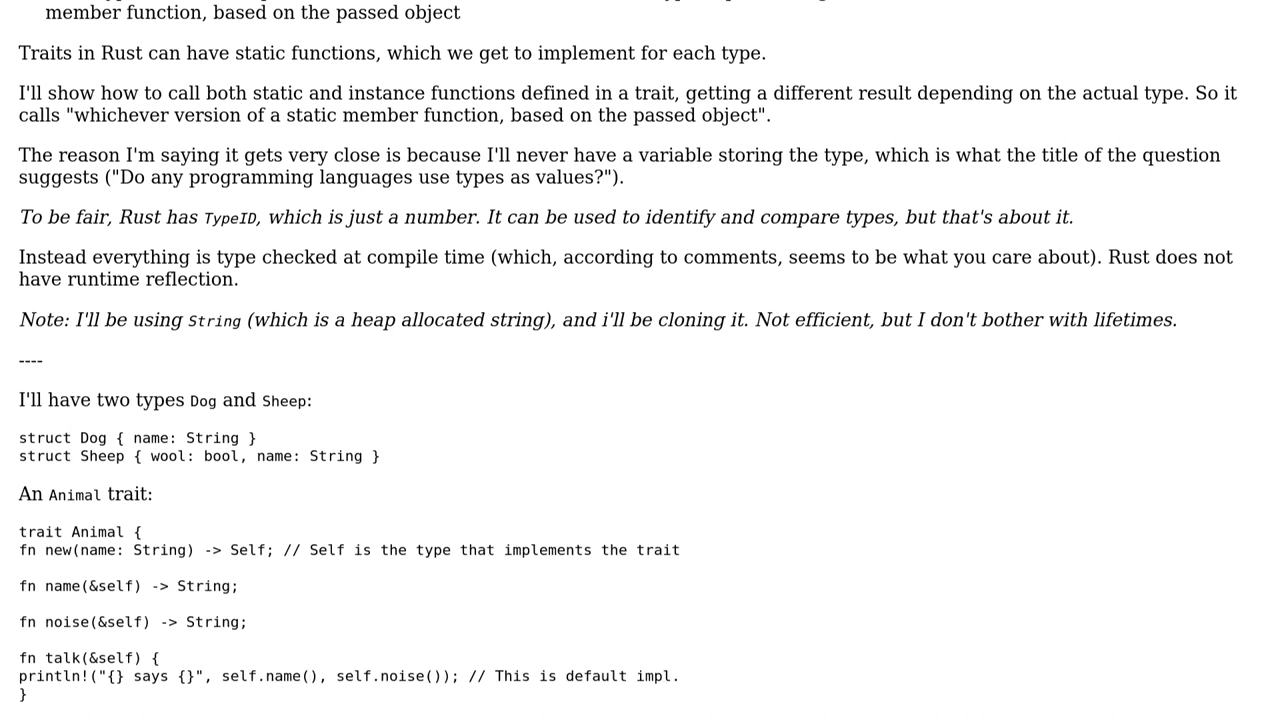 member function, based on the passed object
Traits in Rust can have static functions, which we get to implement for each type.
I'll show how to call both static and instance functions defined in a trait, getting a different result depending on the actual type. So it
calls "whichever version of a static member function, based on the passed object".
The reason I'm saying it gets very close is because I'll never have a variable storing the type, which is what the title of the question
suggests ("Do any programming languages use types as values?").
To be fair, Rust has TypeID, which is just a number. It can be used to identify and compare types, but that's about it.
Instead everything is type checked at compile time (which, according to comments, seems to be what you care about). Rust does not
have runtime reflection.
Note: I'll be using String (which is a heap allocated string), and i'll be cloning it. Not efficient, but I don't bother with lifetimes.
----
I'll have two types Dog and Sheep:
struct Dog { name: String }
struct Sheep { wool: bool, name: String }
An Animal trait:
trait Animal {
fn new(name: String) -> Self; // Self is the type that implements the trait
fn name(&self) -> String;
fn noise(&self) -> String;
fn talk(&self) {
println!("{} says {}", self.name(), self.noise()); // This is default impl.
}